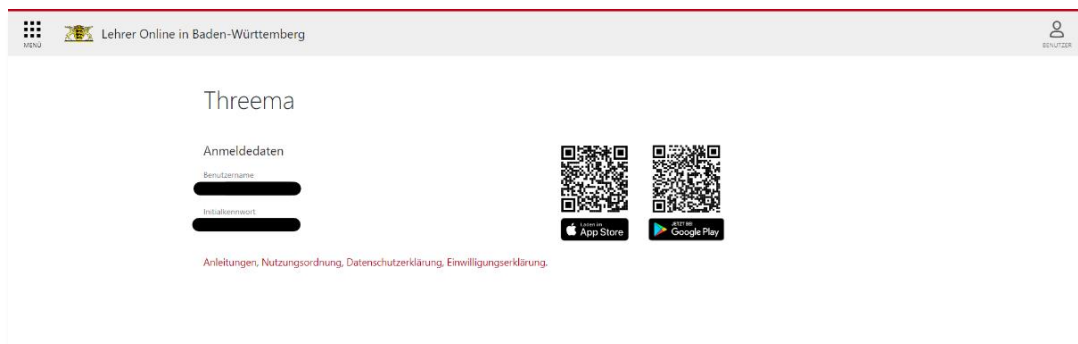 MENÜ
Lehrer Online in Baden-Württemberg
BENUTZER
Threema
Anmeldedaten
Benutzername
Initialkennwort
Laden im
App Store
JETZT BEI
Google Play
Anleitungen, Nutzungsordnung, Datenschutzerklärung, Einwilligungserklärung.